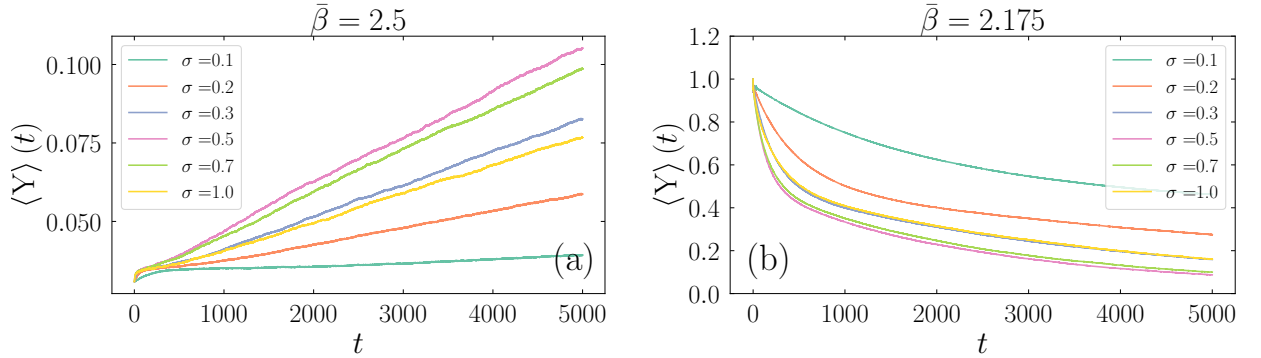 β̄ = 2.5
⟨Y⟩ (t)
0.100
0.075
0.050
σ =0.1
σ =0.2
σ =0.3
σ =0.5
σ =0.7
σ =1.0
(a)
0 1000 2000 3000 4000 5000
t
β̄ = 2.175
⟨Y⟩ (t)
1.2
1.0
0.8
0.6
0.4
0.2
0.0
σ =0.1
σ =0.2
σ =0.3
σ =0.5
σ =0.7
σ =1.0
(b)
0 1000 2000 3000 4000 5000
t